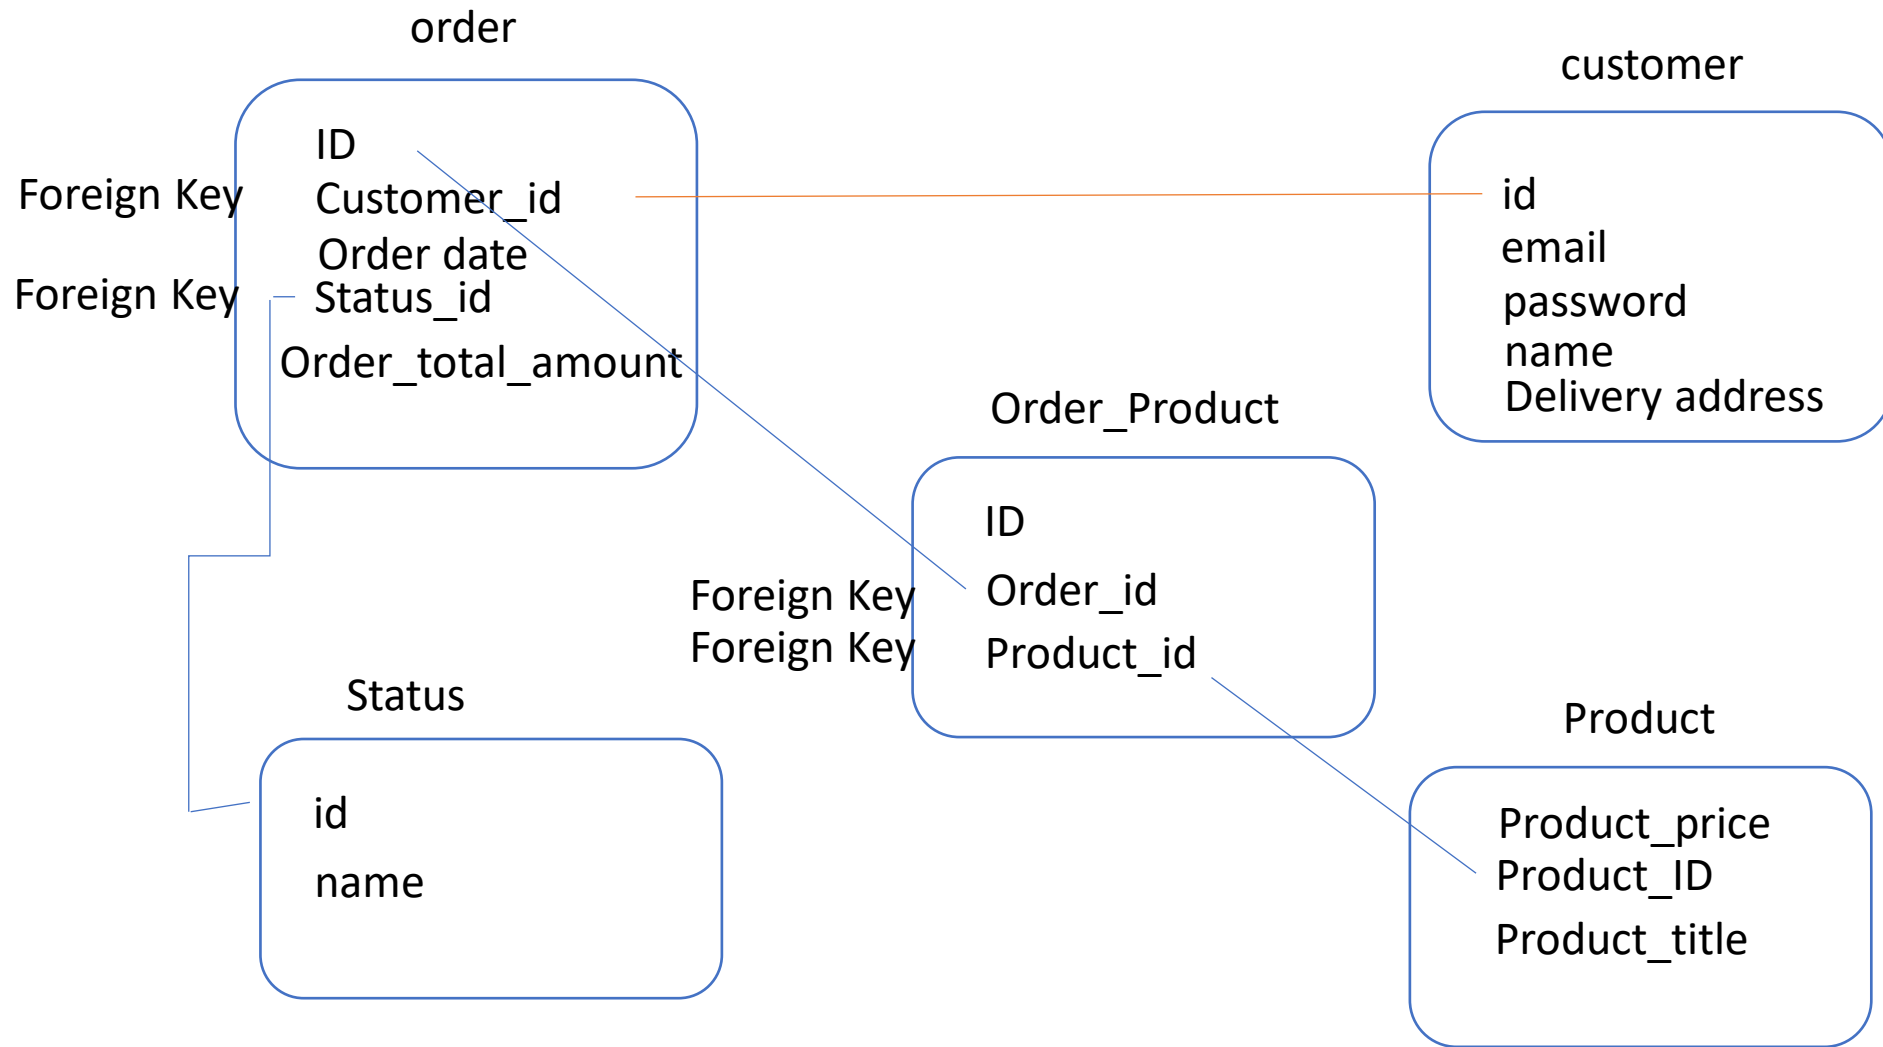 order
ID
Foreign Key
Customer_id
Order date
Foreign Key
Status_id
Order_total_amount
customer
id
email
password
name
Delivery address
Order_Product
ID
Foreign Key
Order_id
Foreign Key
Product_id
Status
id
name
Product
Product_price
Product_ID
Product_title